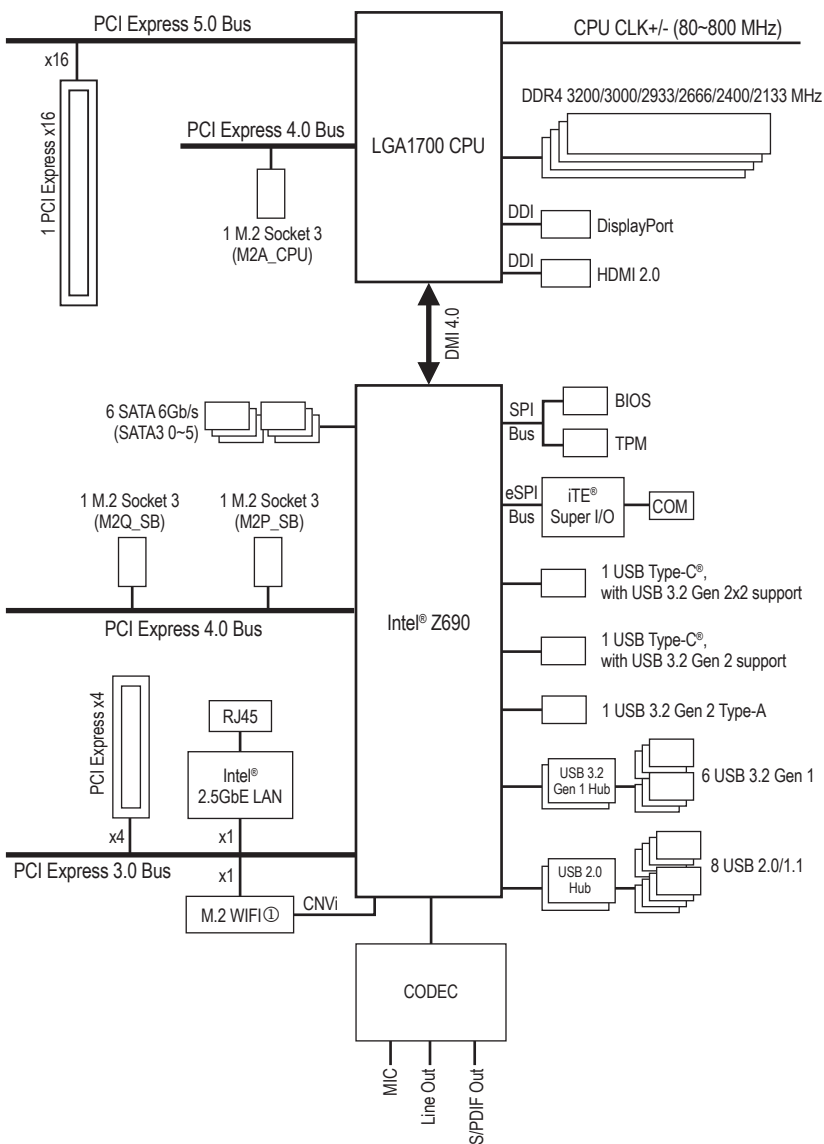 PCI Express 5.0 Bus
CPU CLK+/- (80~800 MHz)
x16
1 PCI Express x16
DDR4 3200/3000/2933/2666/2400/2133 MHz
PCI Express 4.0 Bus
LGA1700 CPU
1 M.2 Socket 3
(M2A_CPU)
DDI
DisplayPort
DDI
HDMI 2.0
DMI 4.0
6 SATA 6Gb/s
(SATA3 0~5)
SPI
Bus
BIOS
TPM
eSPI
Bus
iTE®
Super I/O
COM
1 M.2 Socket 3
(M2Q_SB)
1 M.2 Socket 3
(M2P_SB)
1 USB Type-C®,
with USB 3.2 Gen 2x2 support
PCI Express 4.0 Bus
Intel® Z690
1 USB Type-C®,
with USB 3.2 Gen 2 support
1 USB 3.2 Gen 2 Type-A
PCI Express x4
RJ45
Intel®
2.5GbE LAN
USB 3.2
Gen 1 Hub
6 USB 3.2 Gen 1
x4
x1
PCI Express 3.0 Bus
x1
USB 2.0
Hub
8 USB 2.0/1.1
M.2 WIFI①
CNVi
CODEC
MIC
Line Out
S/PDIF Out